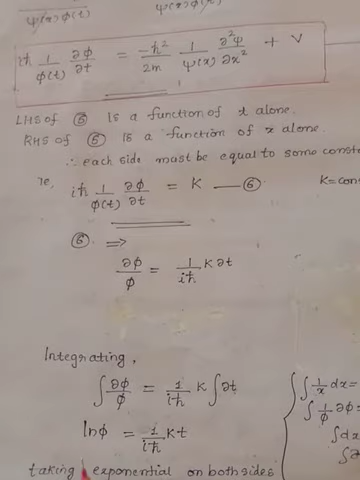 ψ(x)ϕ(t)
ψ(x)ϕ(x)
iħ 1/ϕ(t) ∂ϕ/∂t = -ħ²/2m 1/ψ(x) ∂²ψ/∂x² + V
LHS of ⑤ Is a function of t alone.
RHS of ⑤ Is a function of x alone.
∴ each side must be equal to some consta
ie, iħ 1/ϕ(t) ∂ϕ/∂t = K —⑥ K=con
⑥ ⇒
∂ϕ/ϕ = 1/iħ K∂t
Integrating,
∫∂ϕ/ϕ = 1/iħ K∫∂t
lnϕ = 1/iħ Kt
taking exponential on both sides
∫1/x dx=
∫1/ϕ ∂ϕ=
∫dx